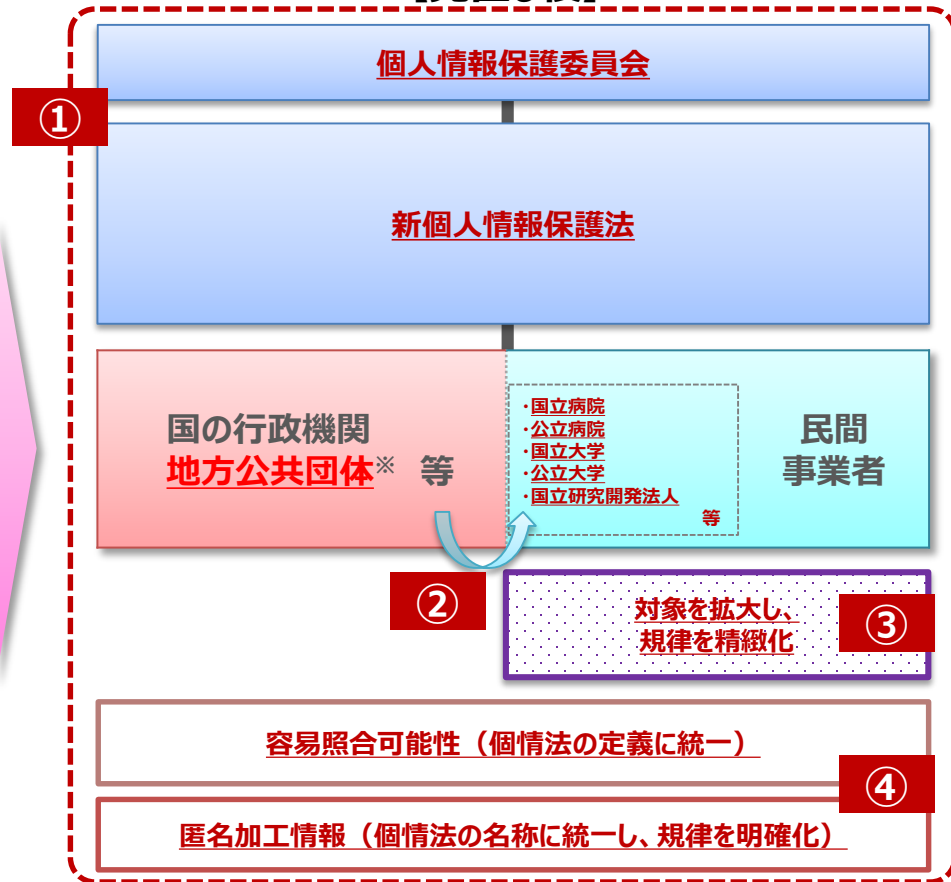 個人情報保護委員会
①
新個人情報保護法
国の行政機関
地方公共団体※ 等
・国立病院
・公立病院
・国立大学
・公立大学
・国立研究開発法人
等
民間
事業者
②
対象を拡大し、
規律を精緻化
③
容易照合可能性（個情法の定義に統一）
④
匿名加工情報（個情法の名称に統一し、規律を明確化）